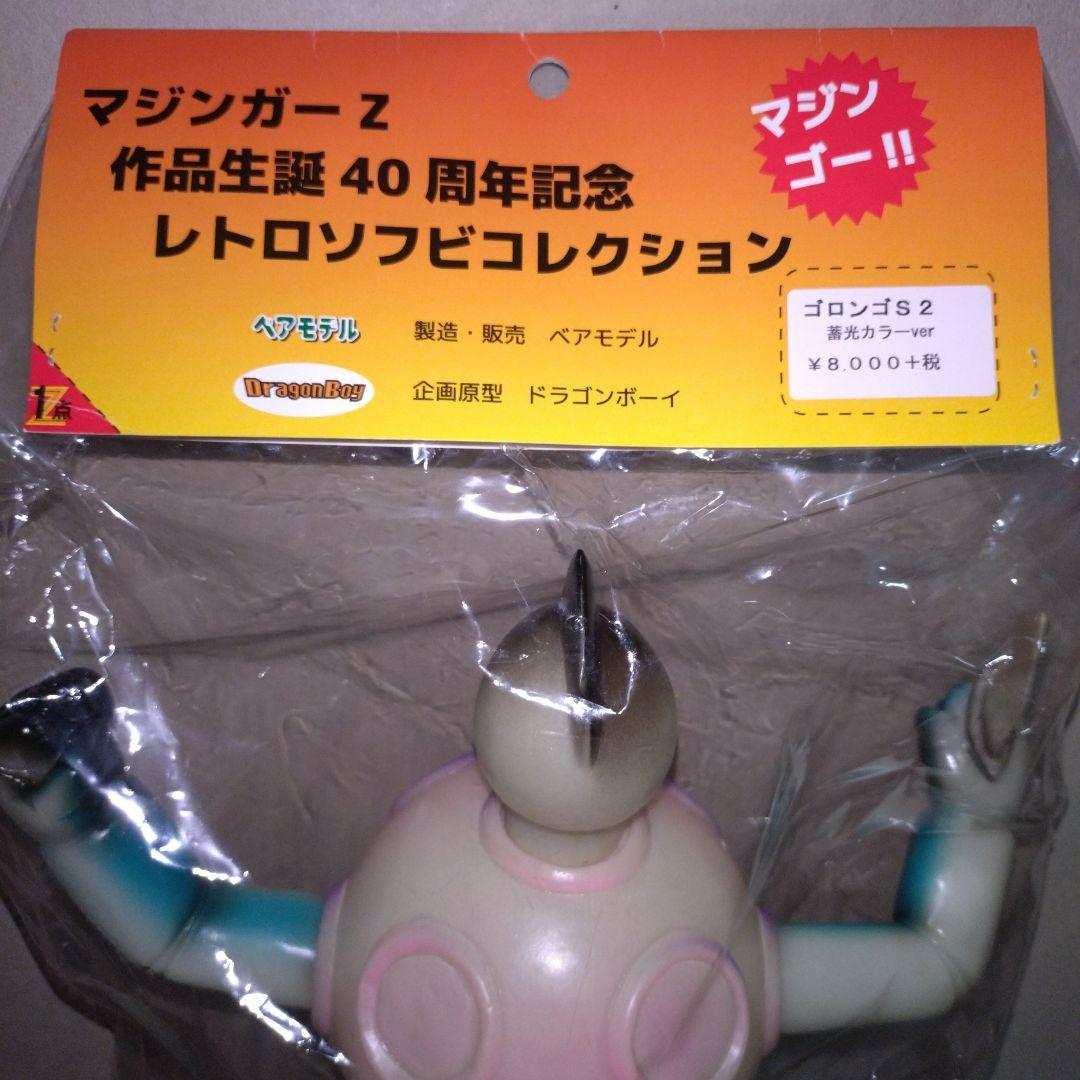 マジンガーZ
作品生誕40周年記念
レトロソフビコレクション
マジン
ゴー!!
ゴロンゴS2
蓄光カラーver
¥8,000+税
ベアモデル 製造・販売 ベアモデル
DragonBoy 企画原型 ドラゴンボーイ
1点